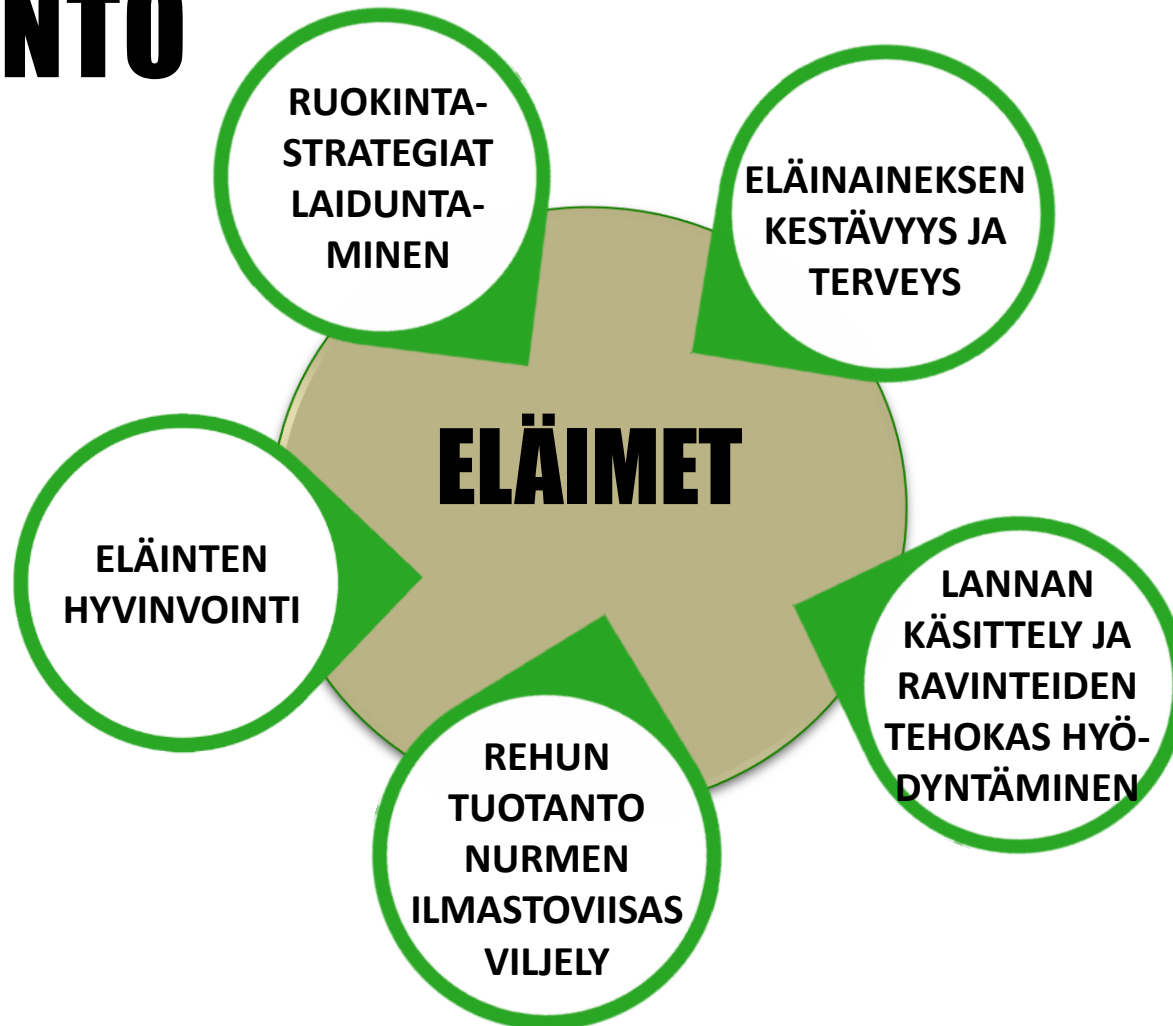 NTO
RUOKINTA-
STRATEGIAT
LAIDUNTA-
MINEN
ELÄINAINEKSEN
KESTÄVYYS JA
TERVEYS
ELÄIMET
ELÄINTEN
HYVINVOINTI
LANNAN
KÄSITTELY JA
RAVINTEIDEN
TEHOKAS HYÖ-
DYNTÄMINEN
REHUN
TUOTANTO
NURMEN
ILMASTOVIISAS
VILJELY